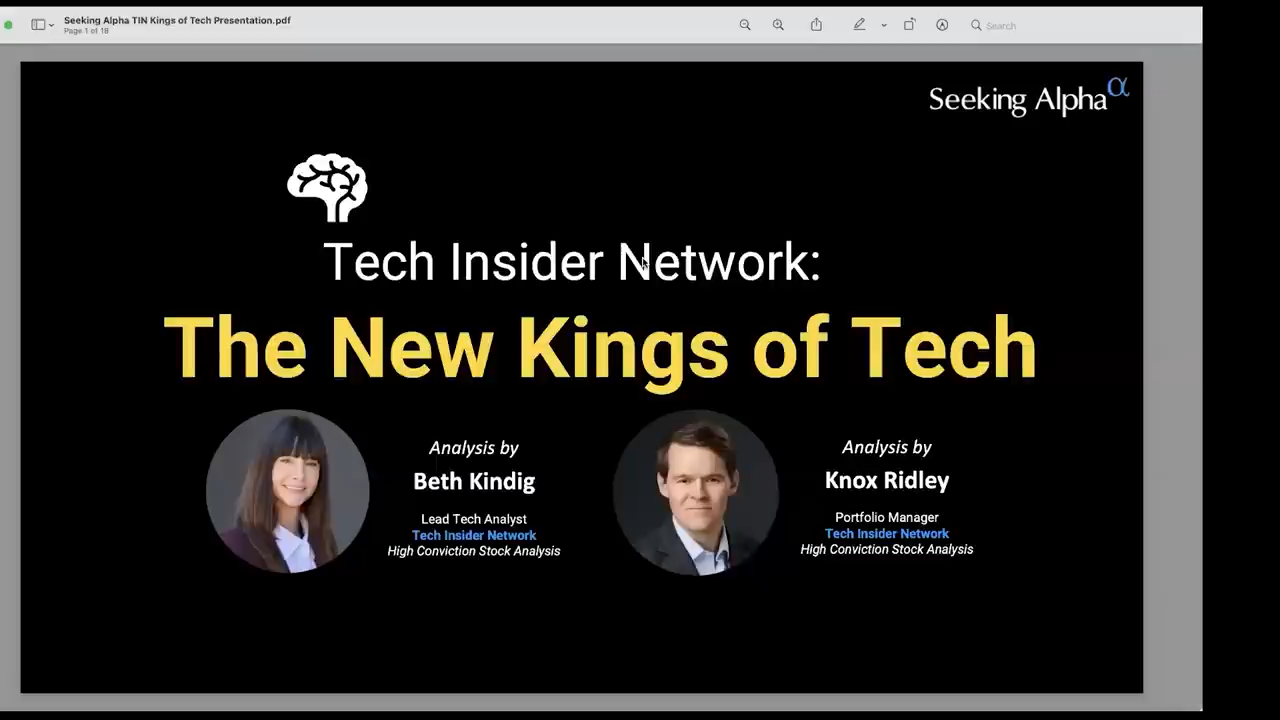 Seeking Alpha TIN Kings of Tech Presentation.pdf
Page 1 of 18
Search
Seeking Alpha α
Tech Insider Network:
The New Kings of Tech
Analysis by
Beth Kindig
Lead Tech Analyst
Tech Insider Network
High Conviction Stock Analysis
Analysis by
Knox Ridley
Portfolio Manager
Tech Insider Network
High Conviction Stock Analysis